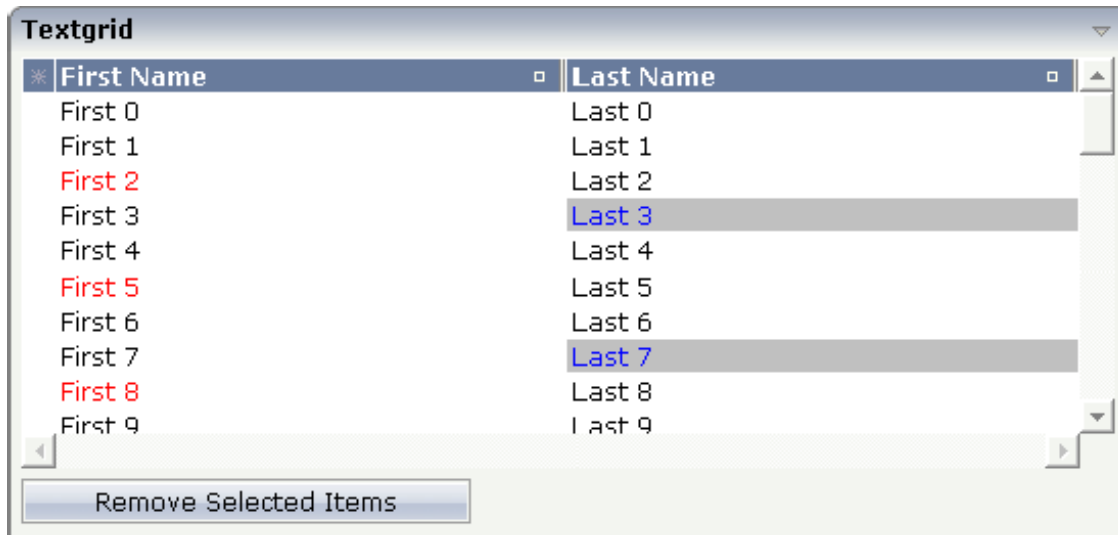 Textgrid
First Name Last Name
First 0 Last 0
First 1 Last 1
First 2 Last 2
First 3 Last 3
First 4 Last 4
First 5 Last 5
First 6 Last 6
First 7 Last 7
First 8 Last 8
First 9 Last 9
Remove Selected Items